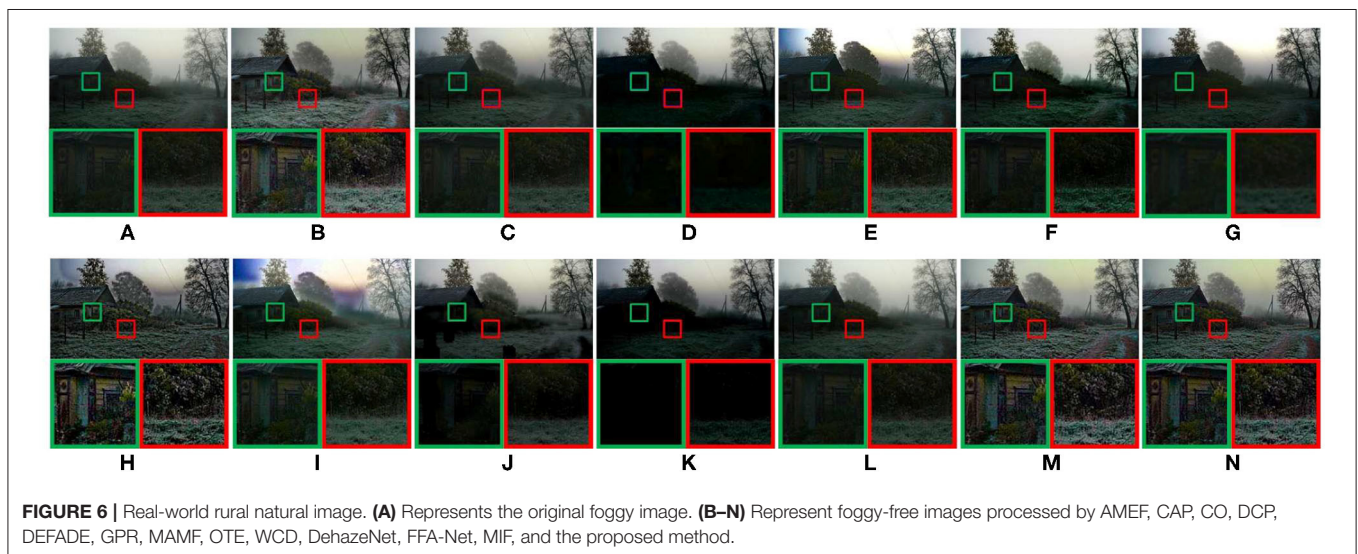 A B C D E F G
H I J K L M N
FIGURE 6 | Real-world rural natural image. (A) Represents the original foggy image. (B–N) Represent foggy-free images processed by AMEF, CAP, CO, DCP,
DEFADE, GPR, MAMF, OTE, WCD, DehazeNet, FFA-Net, MIF, and the proposed method.